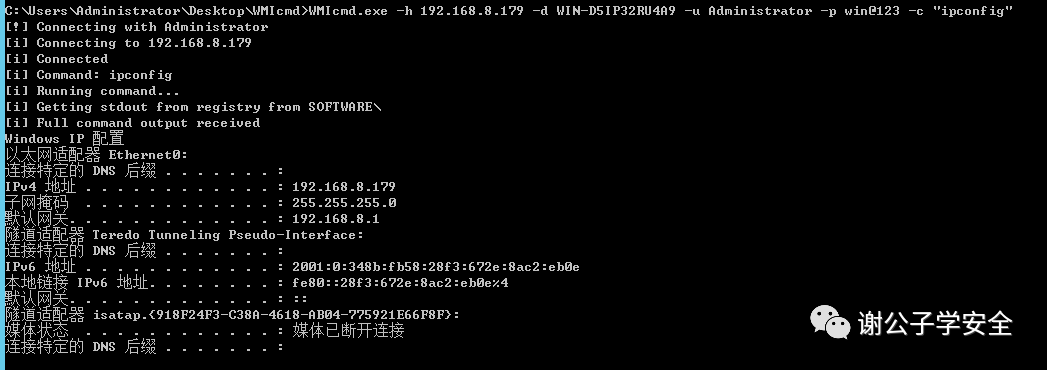 C:\Users\Administrator\Desktop\WMIcmd>WMIcmd.exe -h 192.168.8.179 -d WIN-D5IP32RU4A9 -u Administrator -p win@123 -c "ipconfig"
[!] Connecting with Administrator
[i] Connecting to 192.168.8.179
[i] Connected
[i] Command: ipconfig
[i] Running command...
[i] Getting stdout from registry from SOFTWARE\
[i] Full command output received
Windows IP 配置
以太网适配器 Ethernet0:
连接特定的 DNS 后缀 . . . . . . . :
IPv4 地址 . . . . . . . . . . . . : 192.168.8.179
子网掩码  . . . . . . . . . . . . : 255.255.255.0
默认网关. . . . . . . . . . . . . : 192.168.8.1
隧道适配器 Teredo Tunneling Pseudo-Interface:
连接特定的 DNS 后缀 . . . . . . . :
IPv6 地址 . . . . . . . . . . . . : 2001:0:348b:fb58:28f3:672e:8ac2:eb0e
本地链接 IPv6 地址. . . . . . . . : fe80::28f3:672e:8ac2:eb0e%4
默认网关. . . . . . . . . . . . . : ::
隧道适配器 isatap.{918F24F3-C38A-4618-AB04-775921E66F8F}:
媒体状态  . . . . . . . . . . . . : 媒体已断开连接
连接特定的 DNS 后缀 . . . . . . . :
谢公子学安全